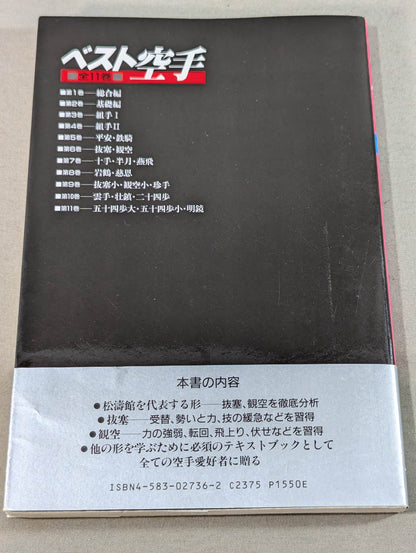 ベスト空手
■全11巻■
■第1巻──総合編
■第2巻──基礎編
■第3巻──組手Ⅰ
■第4巻──組手Ⅱ
■第5巻──平安・鉄騎
■第6巻──抜塞・観空
■第7巻──十手・半月・燕飛
■第8巻──岩鶴・慈恩
■第9巻──抜塞小・観空小・珍手
■第10巻──雲手・壮鎮・二十四歩
■第11巻──五十四歩大・五十四歩小・明鏡
本書の内容
●松濤館を代表する形──抜塞、観空を徹底分析
●抜塞──受替、勢いと力、技の緩急などを習得
●観空──力の強弱、転回、飛上り、伏せなどを習得
●他の形を学ぶために必須のテキストブックとして
全ての空手愛好者に贈る
ISBN4-583-02736-2 C2375 P1550E